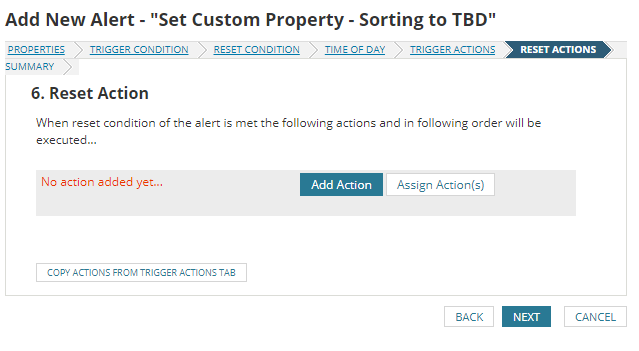 Add New Alert - "Set Custom Property - Sorting to TBD"
PROPERTIES TRIGGER CONDITION RESET CONDITION TIME OF DAY TRIGGER ACTIONS RESET ACTIONS
SUMMARY
6. Reset Action
When reset condition of the alert is met the following actions and in following order will be
executed...
No action added yet... Add Action Assign Action(s)
COPY ACTIONS FROM TRIGGER ACTIONS TAB
BACK NEXT CANCEL